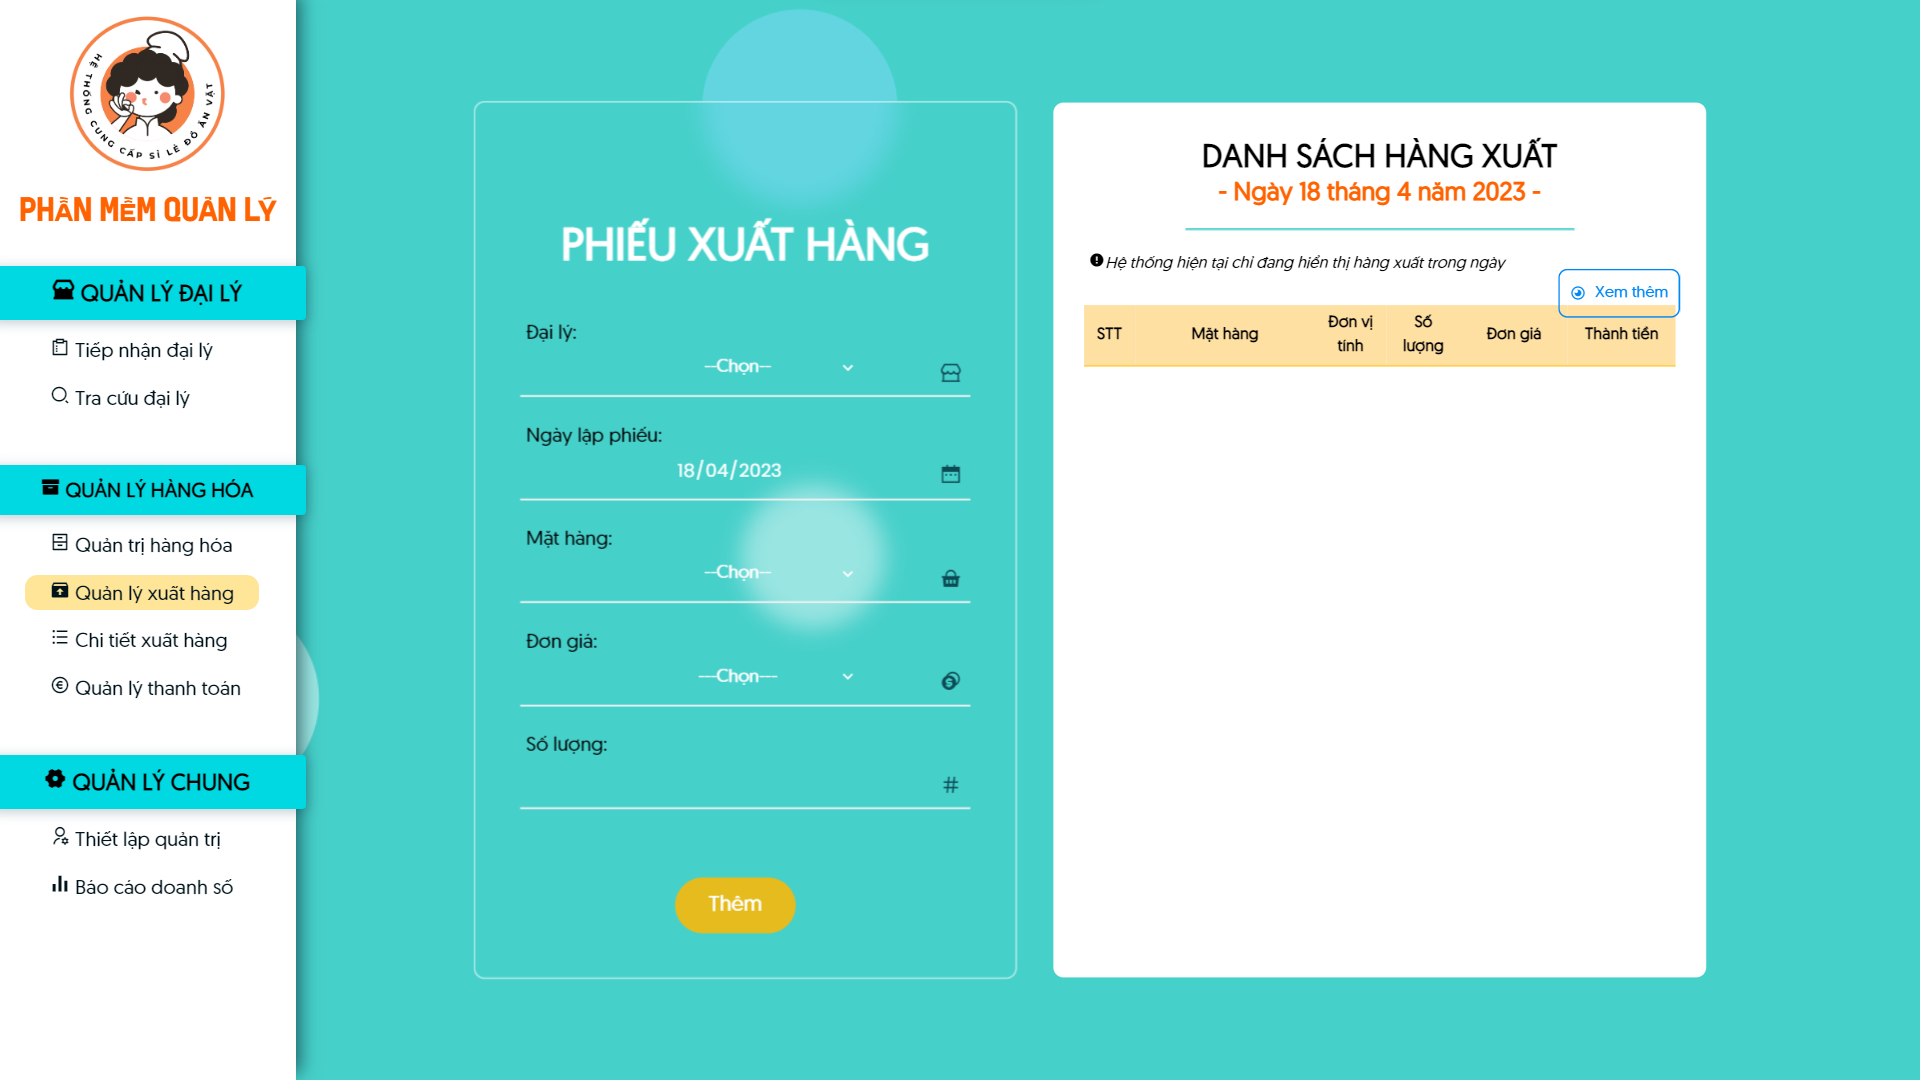 HỆ THỐNG CUNG CẤP SỈ LẺ ĐỒ ĂN VẶT
PHẦN MỀM QUẢN LÝ
QUẢN LÝ ĐẠI LÝ
Tiếp nhận đại lý
Tra cứu đại lý
QUẢN LÝ HÀNG HÓA
Quản trị hàng hóa
Quản lý xuất hàng
Chi tiết xuất hàng
Quản lý thanh toán
QUẢN LÝ CHUNG
Thiết lập quản trị
Báo cáo doanh số
PHIẾU XUẤT HÀNG
Đại lý:
--Chọn--
Ngày lập phiếu:
18/04/2023
Mặt hàng:
--Chọn--
Đơn giá:
---Chọn---
Số lượng:
Thêm
DANH SÁCH HÀNG XUẤT
- Ngày 18 tháng 4 năm 2023 -
Hệ thống hiện tại chỉ đang hiển thị hàng xuất trong ngày
Xem thêm
STT Mặt hàng Đơn vị tính Số lượng Đơn giá Thành tiền